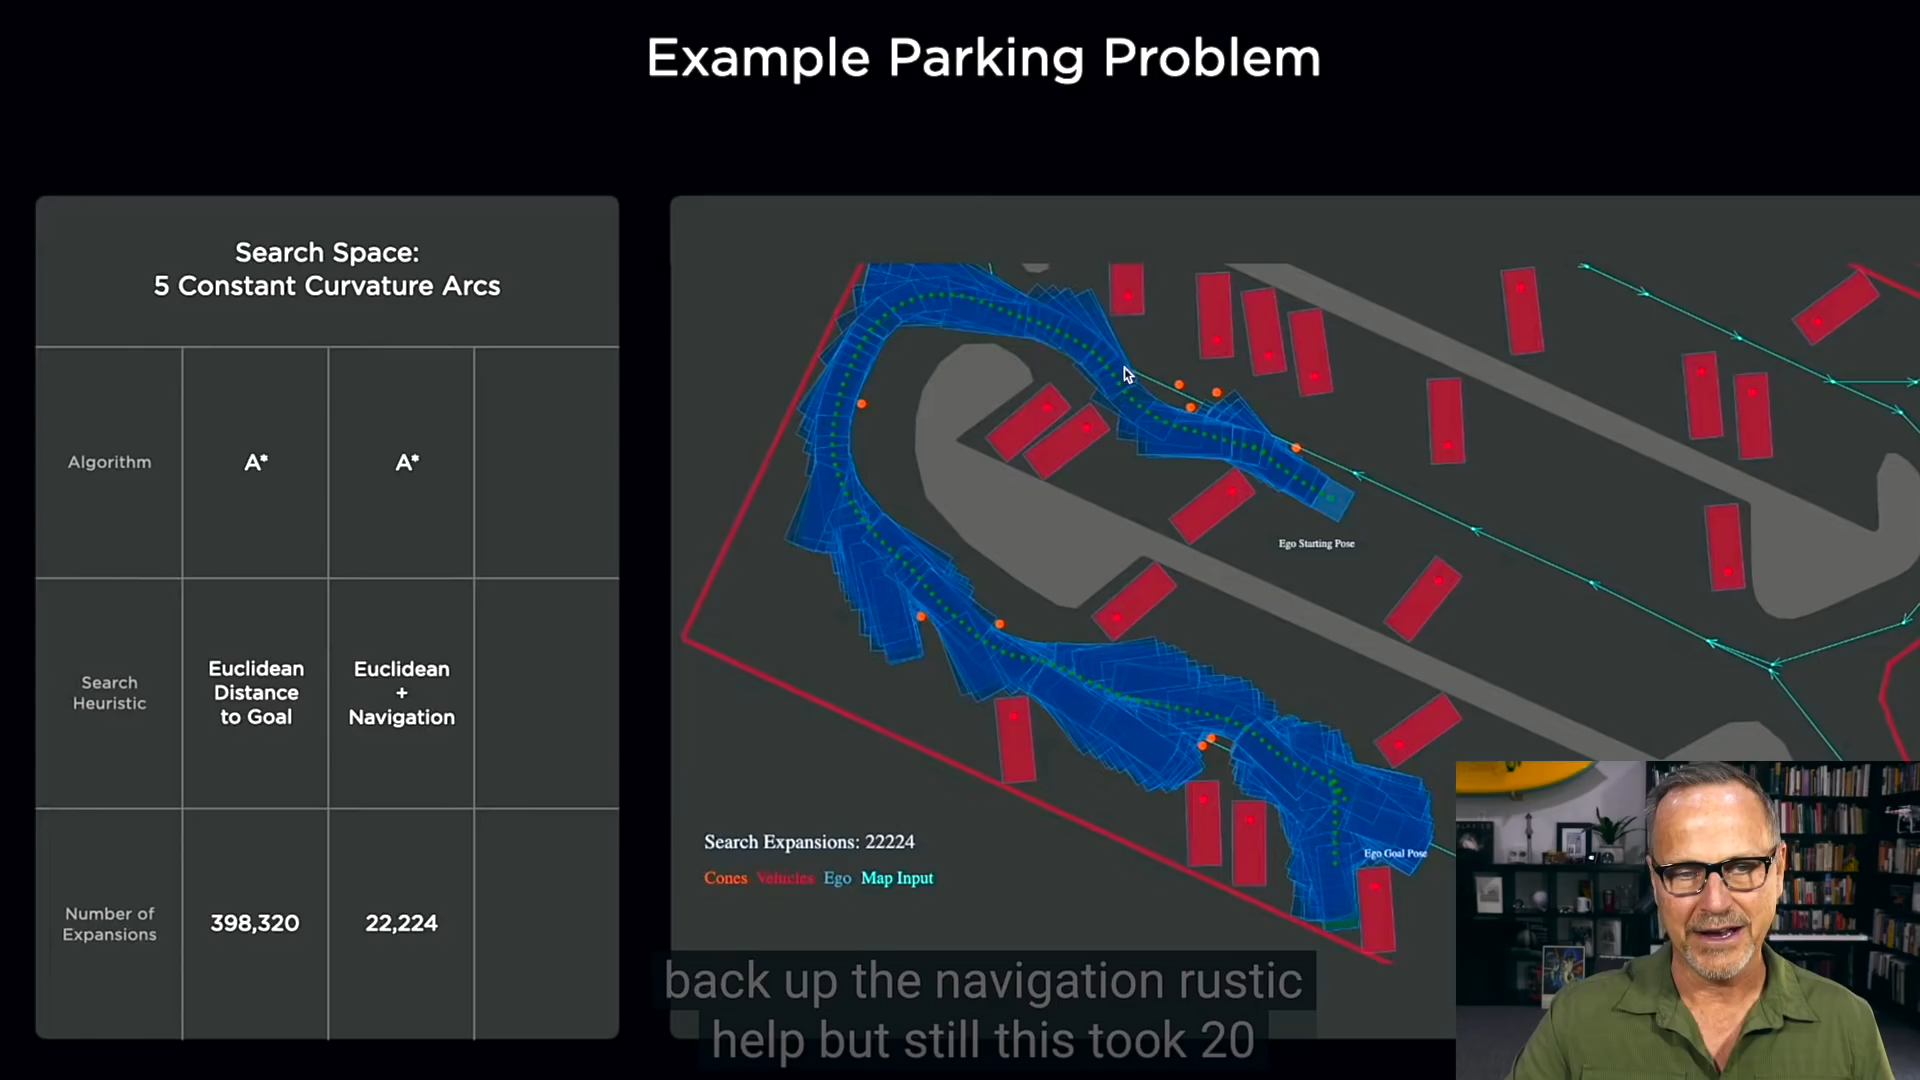 Example Parking Problem
Search Space:
5 Constant Curvature Arcs
Algorithm
A*
A*
Search
Heuristic
Euclidean
Distance
to Goal
Euclidean
+
Navigation
Number of
Expansions
398,320
22,224
Ego Starting Pose
Ego Goal Pose
Search Expansions: 22224
Cones Vehicles Ego Map Input
back up the navigation rustic
help but still this took 20